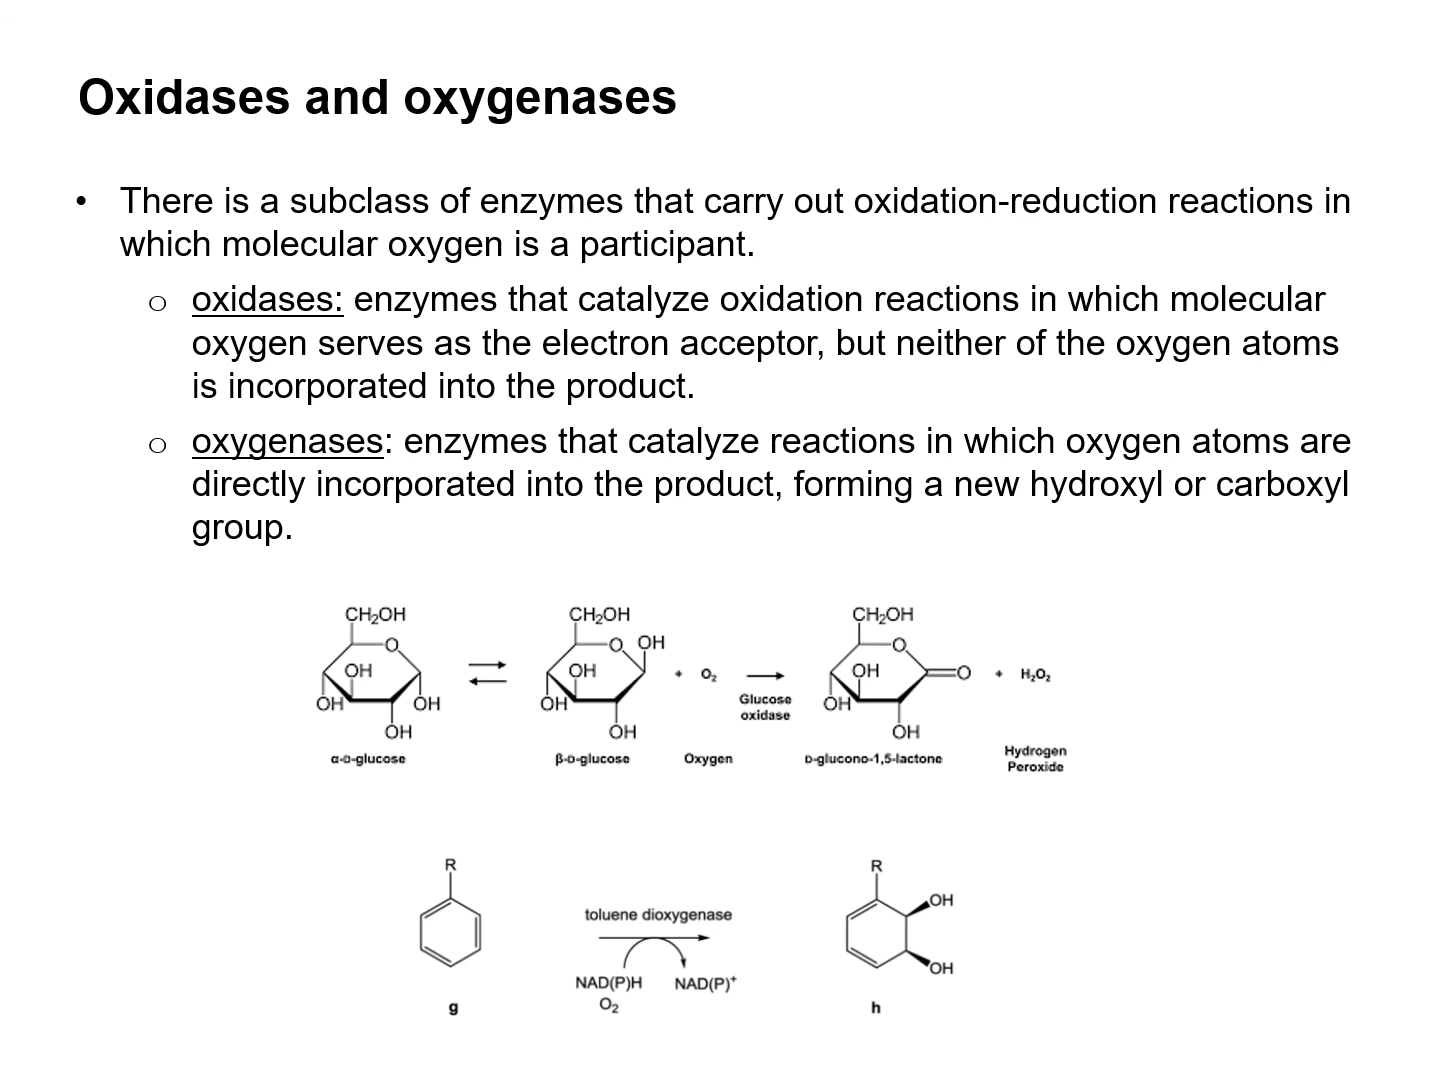 Oxidases and oxygenases
• There is a subclass of enzymes that carry out oxidation-reduction reactions in
which molecular oxygen is a participant.
o oxidases: enzymes that catalyze oxidation reactions in which molecular
oxygen serves as the electron acceptor, but neither of the oxygen atoms
is incorporated into the product.
o oxygenases: enzymes that catalyze reactions in which oxygen atoms are
directly incorporated into the product, forming a new hydroxyl or carboxyl
group.
CH₂OH CH₂OH CH₂OH
O O OH O
OH OH + O₂ OH O + H₂O₂
OH OH OH Glucose OH
oxidase
OH OH OH
α-D-glucose β-D-glucose Oxygen D-glucono-1,5-lactone Hydrogen
Peroxide
R R
OH
toluene dioxygenase
OH
NAD(P)H NAD(P)⁺
O₂
g h